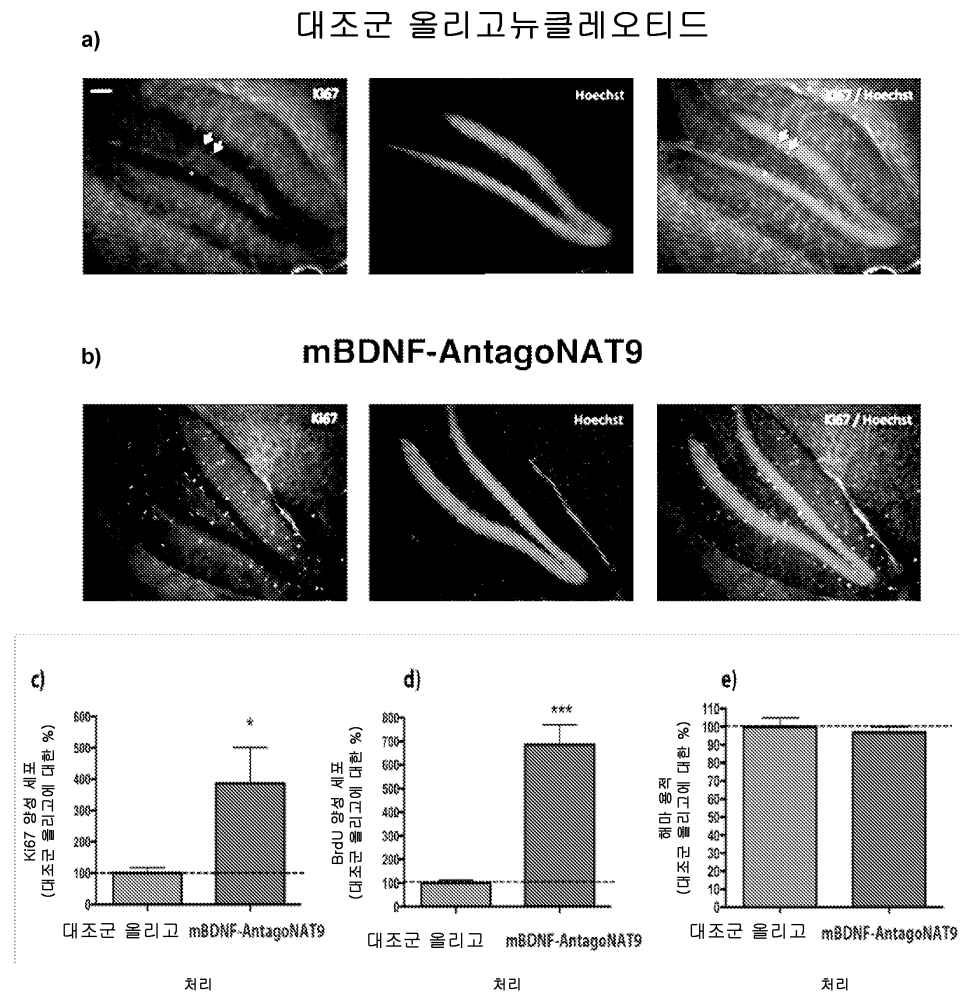 대조군 올리고뉴클레오티드
a)
Ki67
Hoechst
Ki67 / Hoechst
mBDNF-AntagoNAT9
b)
Ki67
Hoechst
Ki67 / Hoechst
c)
Ki67 양성 세포
(대조군 올리고에 대한 %)
600
400
300
200
100
0
*
대조군 올리고
mBDNF-AntagoNAT9
처리
d)
BrdU 양성 세포
(대조군 올리고에 대한 %)
800
700
600
500
400
300
200
100
0
***
대조군 올리고
mBDNF-AntagoNAT9
처리
e)
해마 용적
(대조군 올리고에 대한 %)
110
100
90
80
70
60
50
40
30
20
10
0
대조군 올리고
mBDNF-AntagoNAT9
처리